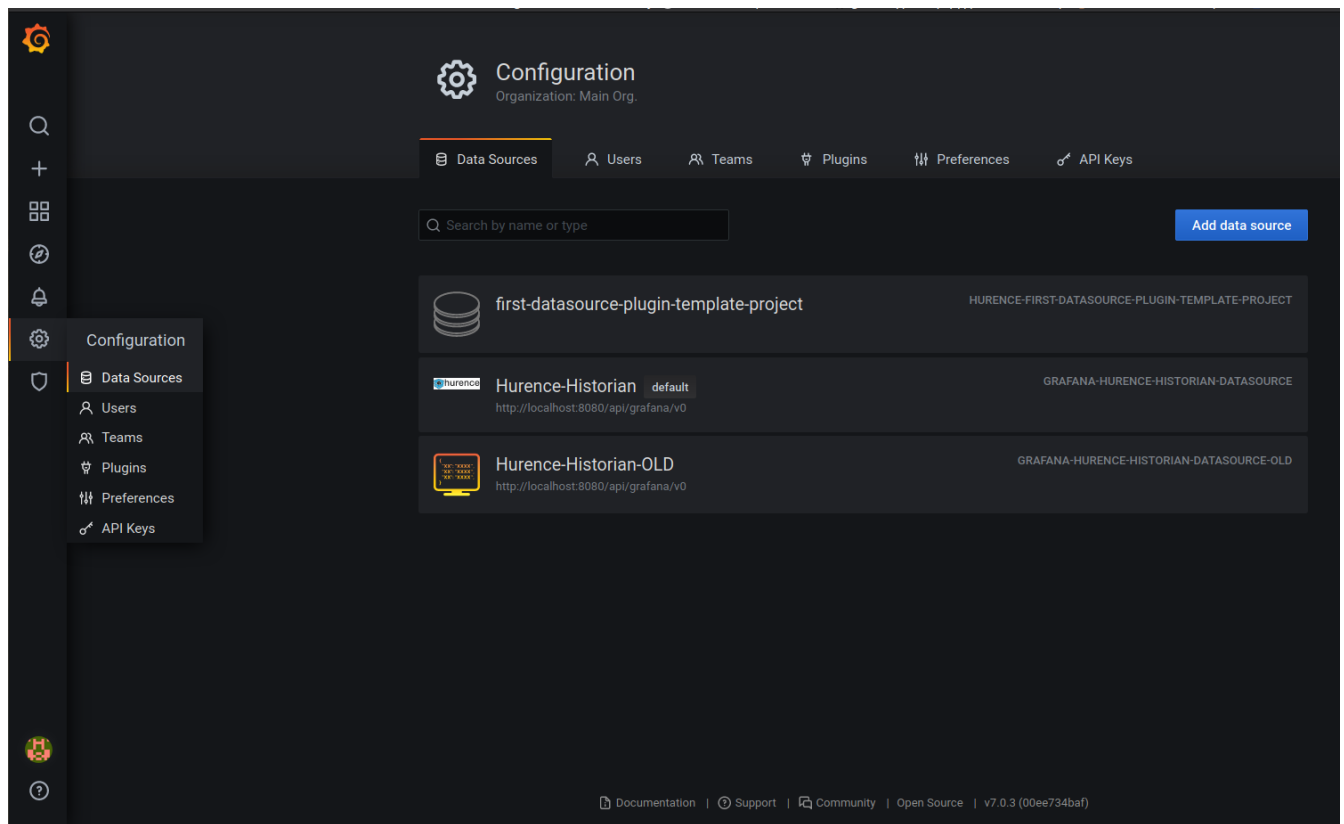 Configuration
Organization: Main Org.
Data Sources Users Teams Plugins Preferences API Keys
Search by name or type
Add data source
first-datasource-plugin-template-project
HURENCE-FIRST-DATASOURCE-PLUGIN-TEMPLATE-PROJECT
hurence
Hurence-Historian default
GRAFANA-HURENCE-HISTORIAN-DATASOURCE
http://localhost:8080/api/grafana/v0
Hurence-Historian-OLD
GRAFANA-HURENCE-HISTORIAN-DATASOURCE-OLD
http://localhost:8080/api/grafana/v0
Configuration
Data Sources
Users
Teams
Plugins
Preferences
API Keys
Documentation | Support | Community | Open Source | v7.0.3 (00ee734baf)